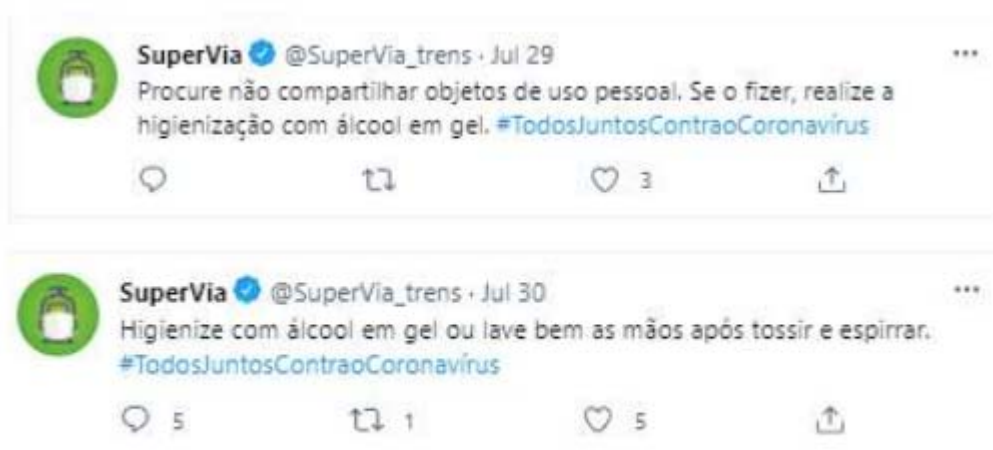 SuperVia @SuperVia_trens · Jul 29
Procure não compartilhar objetos de uso pessoal. Se o fizer, realize a
higienização com álcool em gel. #TodosJuntosContraoCoronavírus
3
SuperVia @SuperVia_trens · Jul 30
Higienize com álcool em gel ou lave bem as mãos após tossir e espirrar.
#TodosJuntosContraoCoronavírus
5 1 5